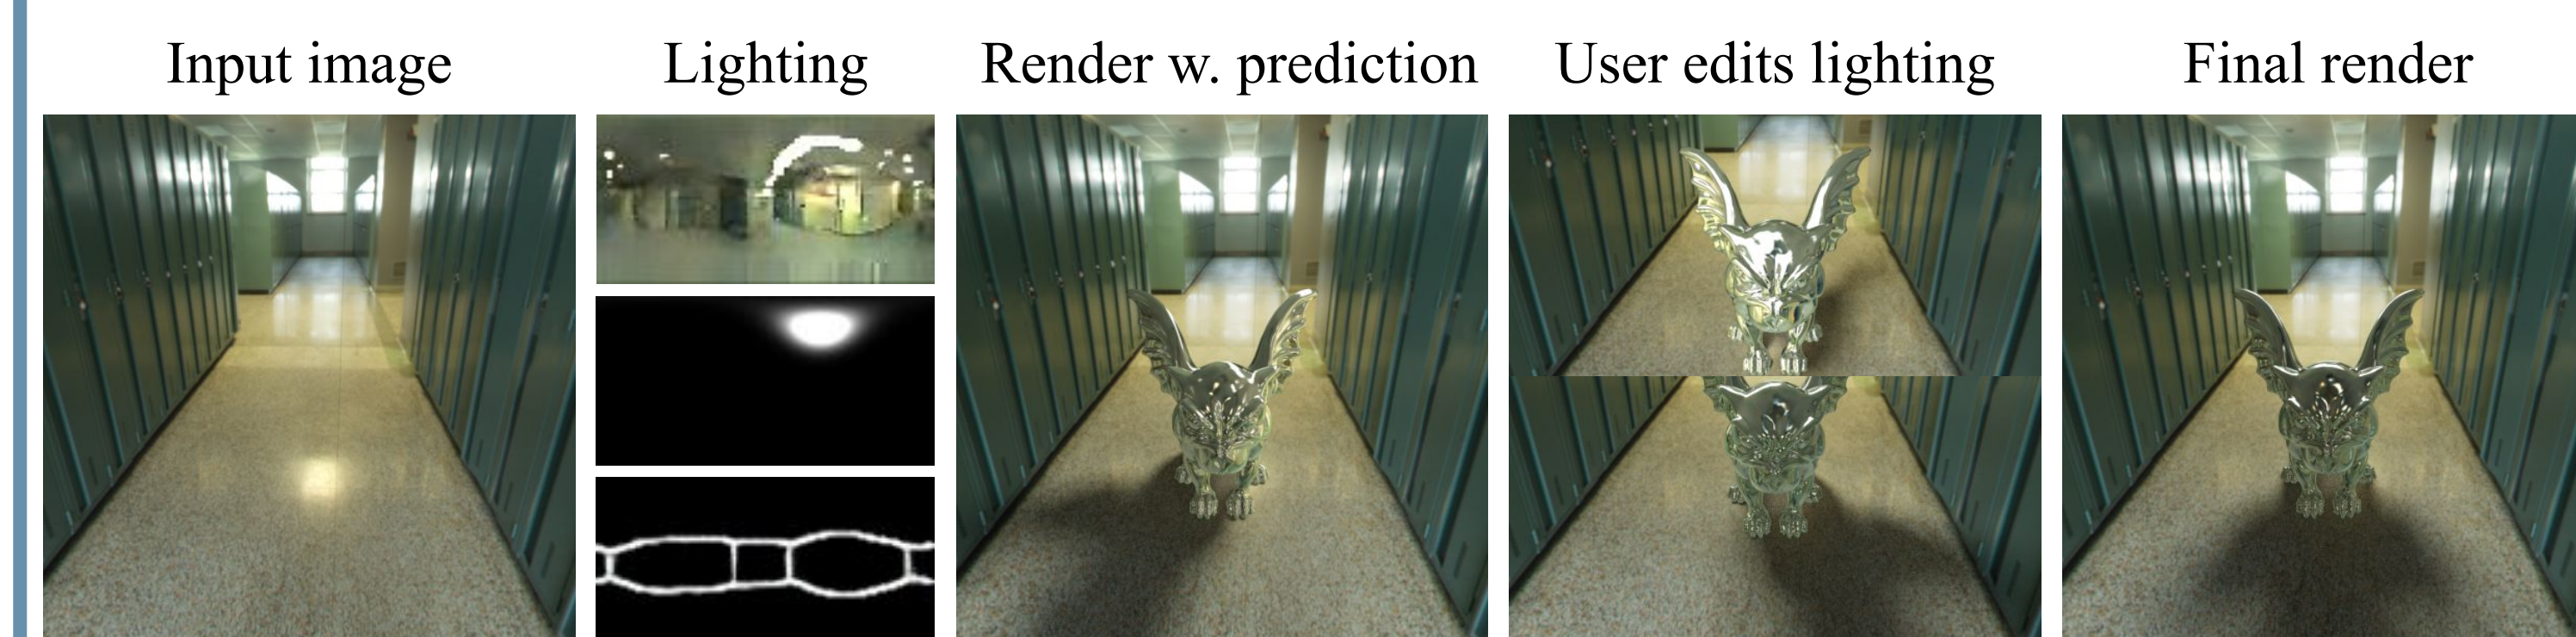 Input image
Lighting
Render w. prediction
User edits lighting
Final render